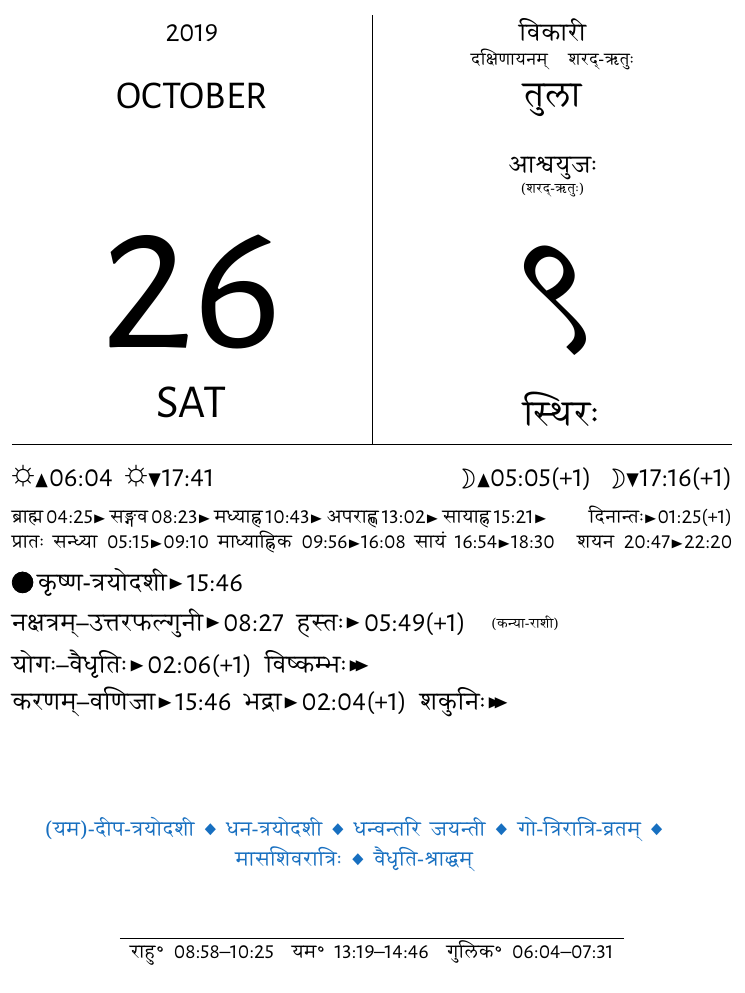 2019
OCTOBER
26
SAT
विकारी
दक्षिणायनम् शरद्-ऋतुः
तुला
आश्वयुजः
(शरद्-ऋतुः)
९
स्थिरः
☼▲06:04 ☼▼17:41 ☽▲05:05(+1) ☽▼17:16(+1)
ब्राह्म 04:25► सङ्गव 08:23► मध्याह्न 10:43► अपराह्ण 13:02► सायाह्न 15:21► दिनान्तः►01:25(+1)
प्रातः सन्ध्या 05:15►09:10 माध्याह्निक 09:56►16:08 सायं 16:54►18:30 शयन 20:47►22:20
●कृष्ण-त्रयोदशी►15:46
नक्षत्रम्–उत्तरफल्गुनी►08:27 हस्तः►05:49(+1) (कन्या-राशी)
योगः–वैधृतिः►02:06(+1) विष्कम्भः►►
करणम्–वणिजा►15:46 भद्रा►02:04(+1) शकुनिः►►
(यम)-दीप-त्रयोदशी ◆ धन-त्रयोदशी ◆ धन्वन्तरि जयन्ती ◆ गो-त्रिरात्रि-व्रतम् ◆
मासशिवरात्रिः ◆ वैधृति-श्राद्धम्
राहु॰ 08:58–10:25 यम॰ 13:19–14:46 गुलिक॰ 06:04–07:31